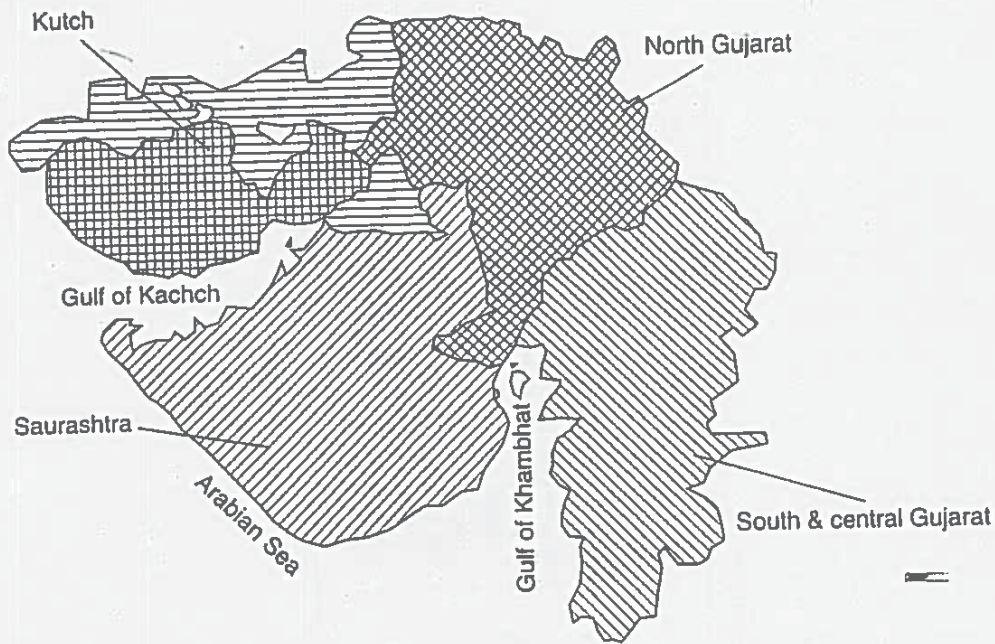 Kutch
North Gujarat
Gulf of Kachch
Saurashtra
Arabian Sea
Gulf of Khambhat
South & central Gujarat